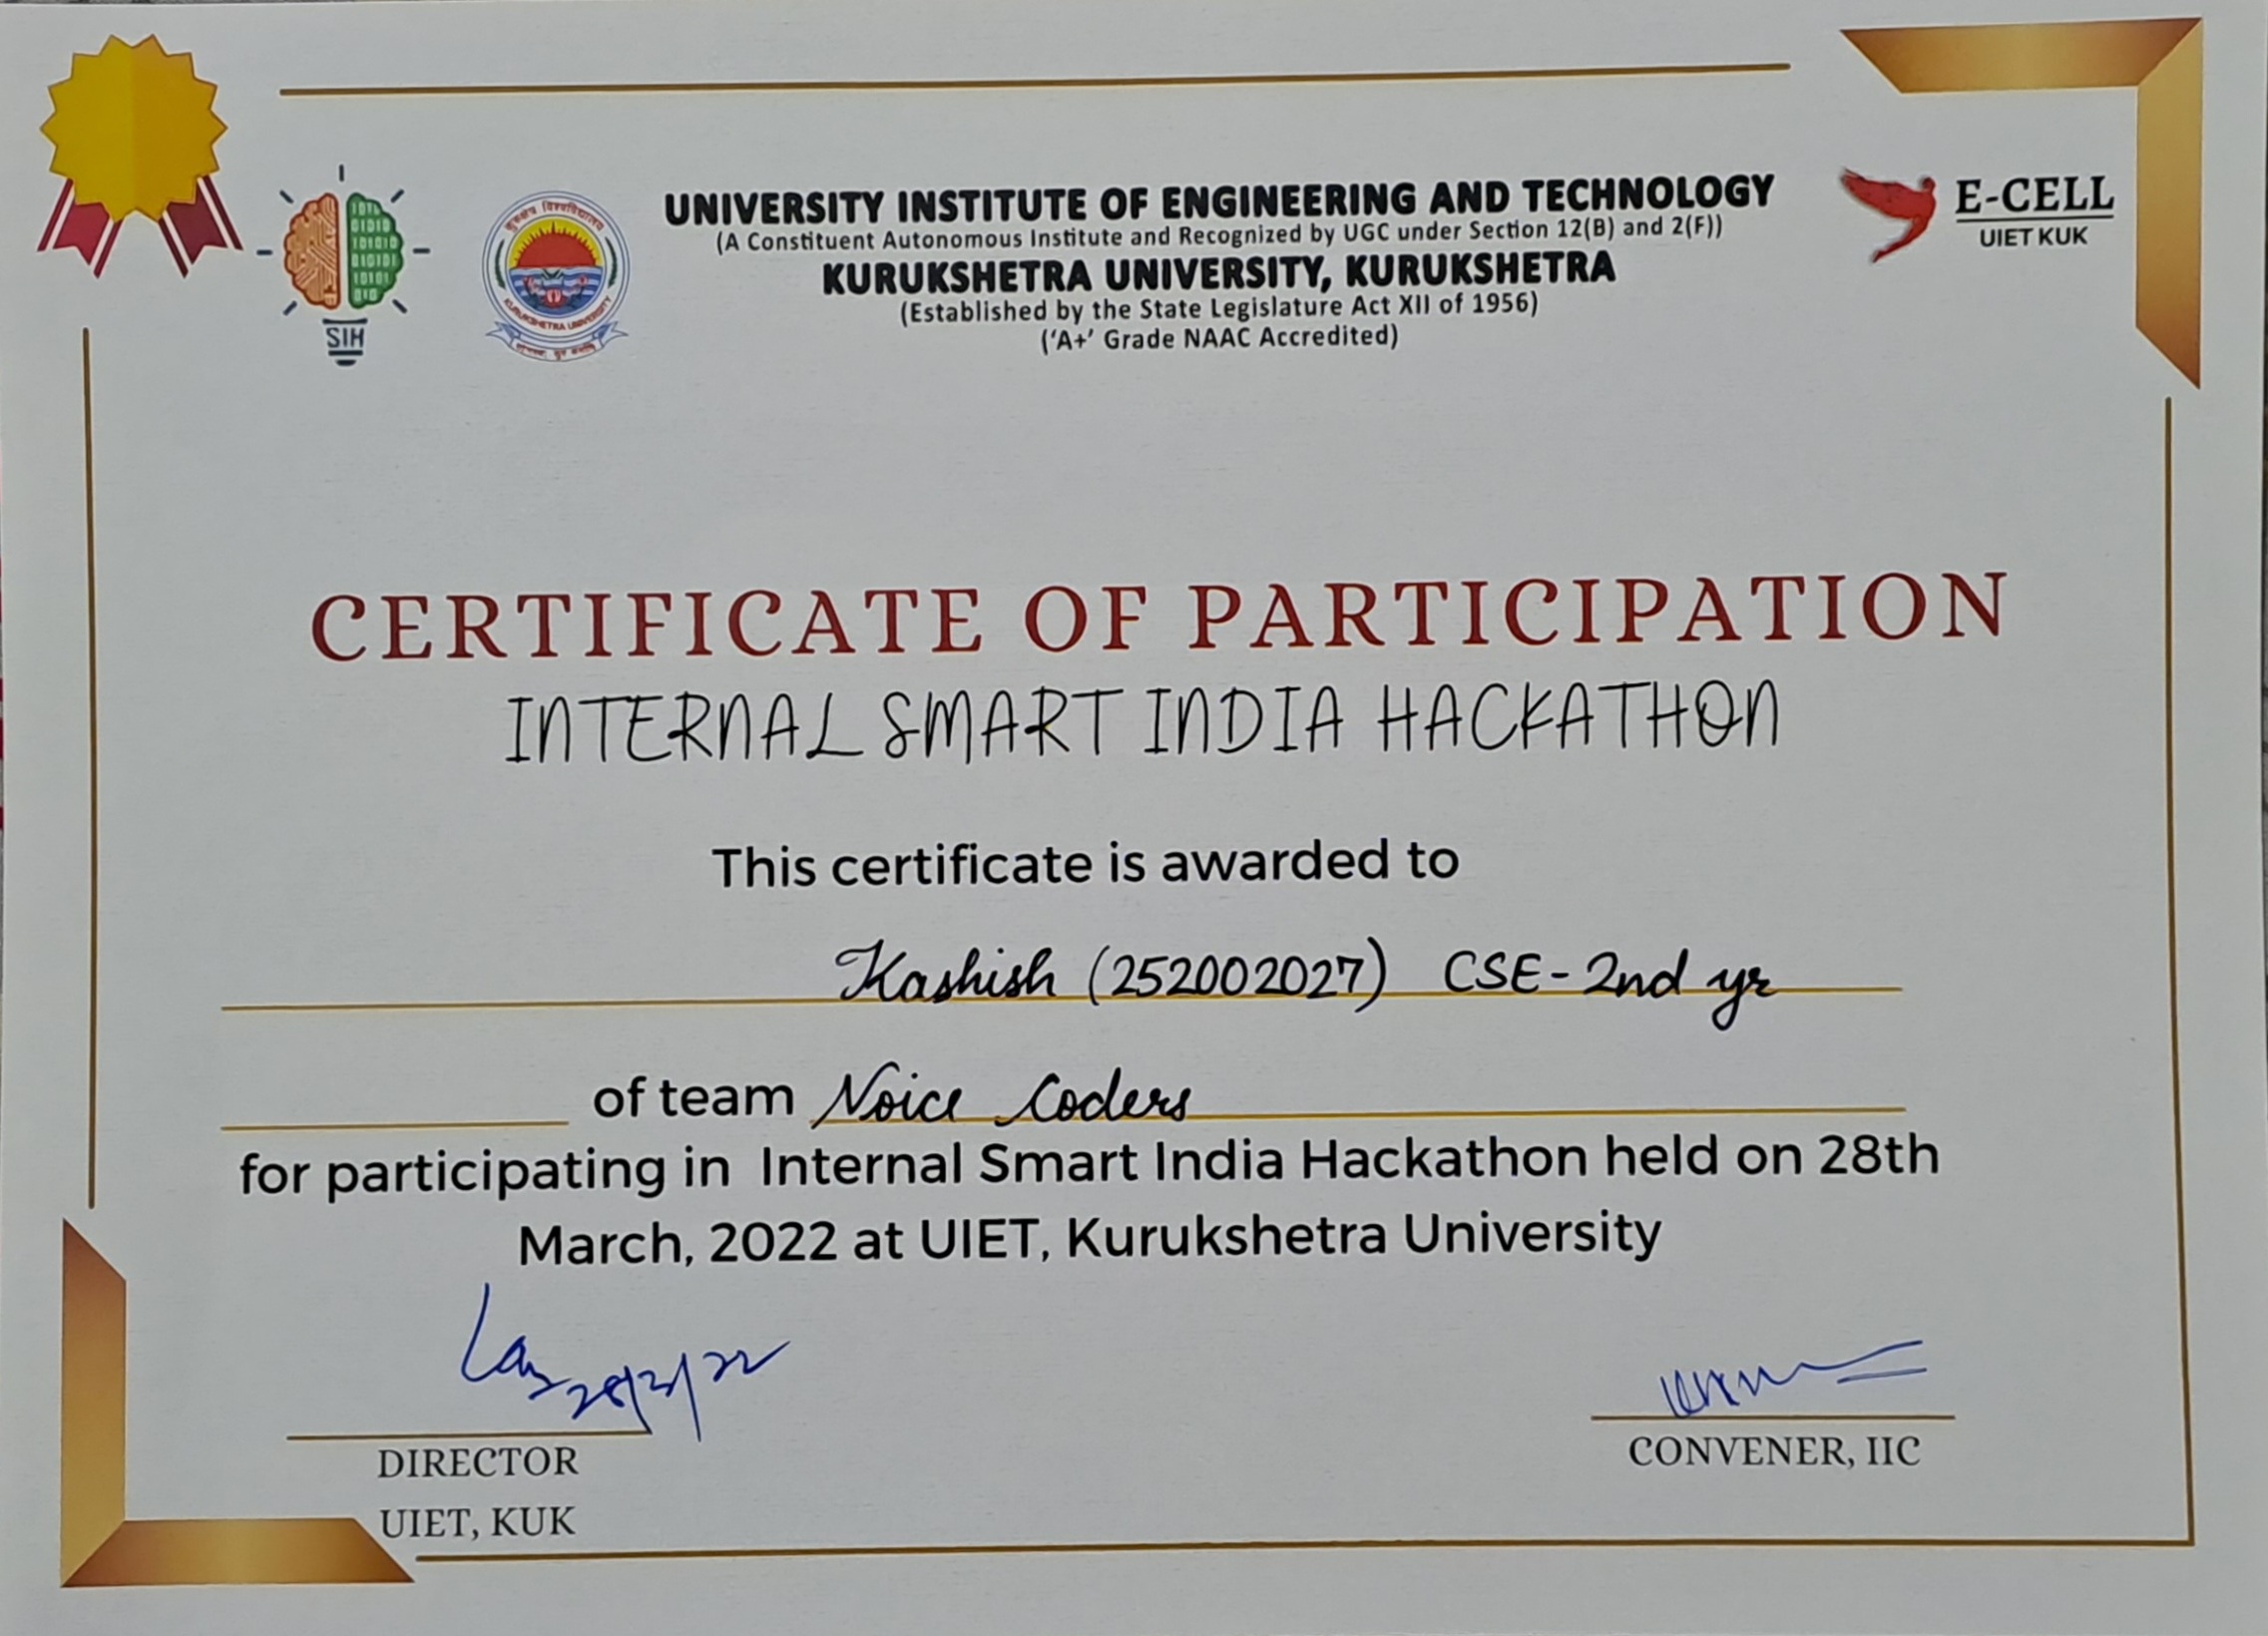 UNIVERSITY INSTITUTE OF ENGINEERING AND TECHNOLOGY
(A Constituent Autonomous Institute and Recognized by UGC under Section 12(B) and 2(F))
KURUKSHETRA UNIVERSITY, KURUKSHETRA
(Established by the State Legislature Act XII of 1956)
('A+' Grade NAAC Accredited)
SIH
कुरुक्षेत्र विश्वविद्यालय
KURUKSHETRA UNIVERSITY
E-CELL
UIET KUK
CERTIFICATE OF PARTICIPATION
INTERNAL SMART INDIA HACKATHON
This certificate is awarded to
Kashish (252002027) CSE-2nd yr
of team Noice Coders
for participating in Internal Smart India Hackathon held on 28th
March, 2022 at UIET, Kurukshetra University
28/3/22
DIRECTOR
UIET, KUK
CONVENER, IIC